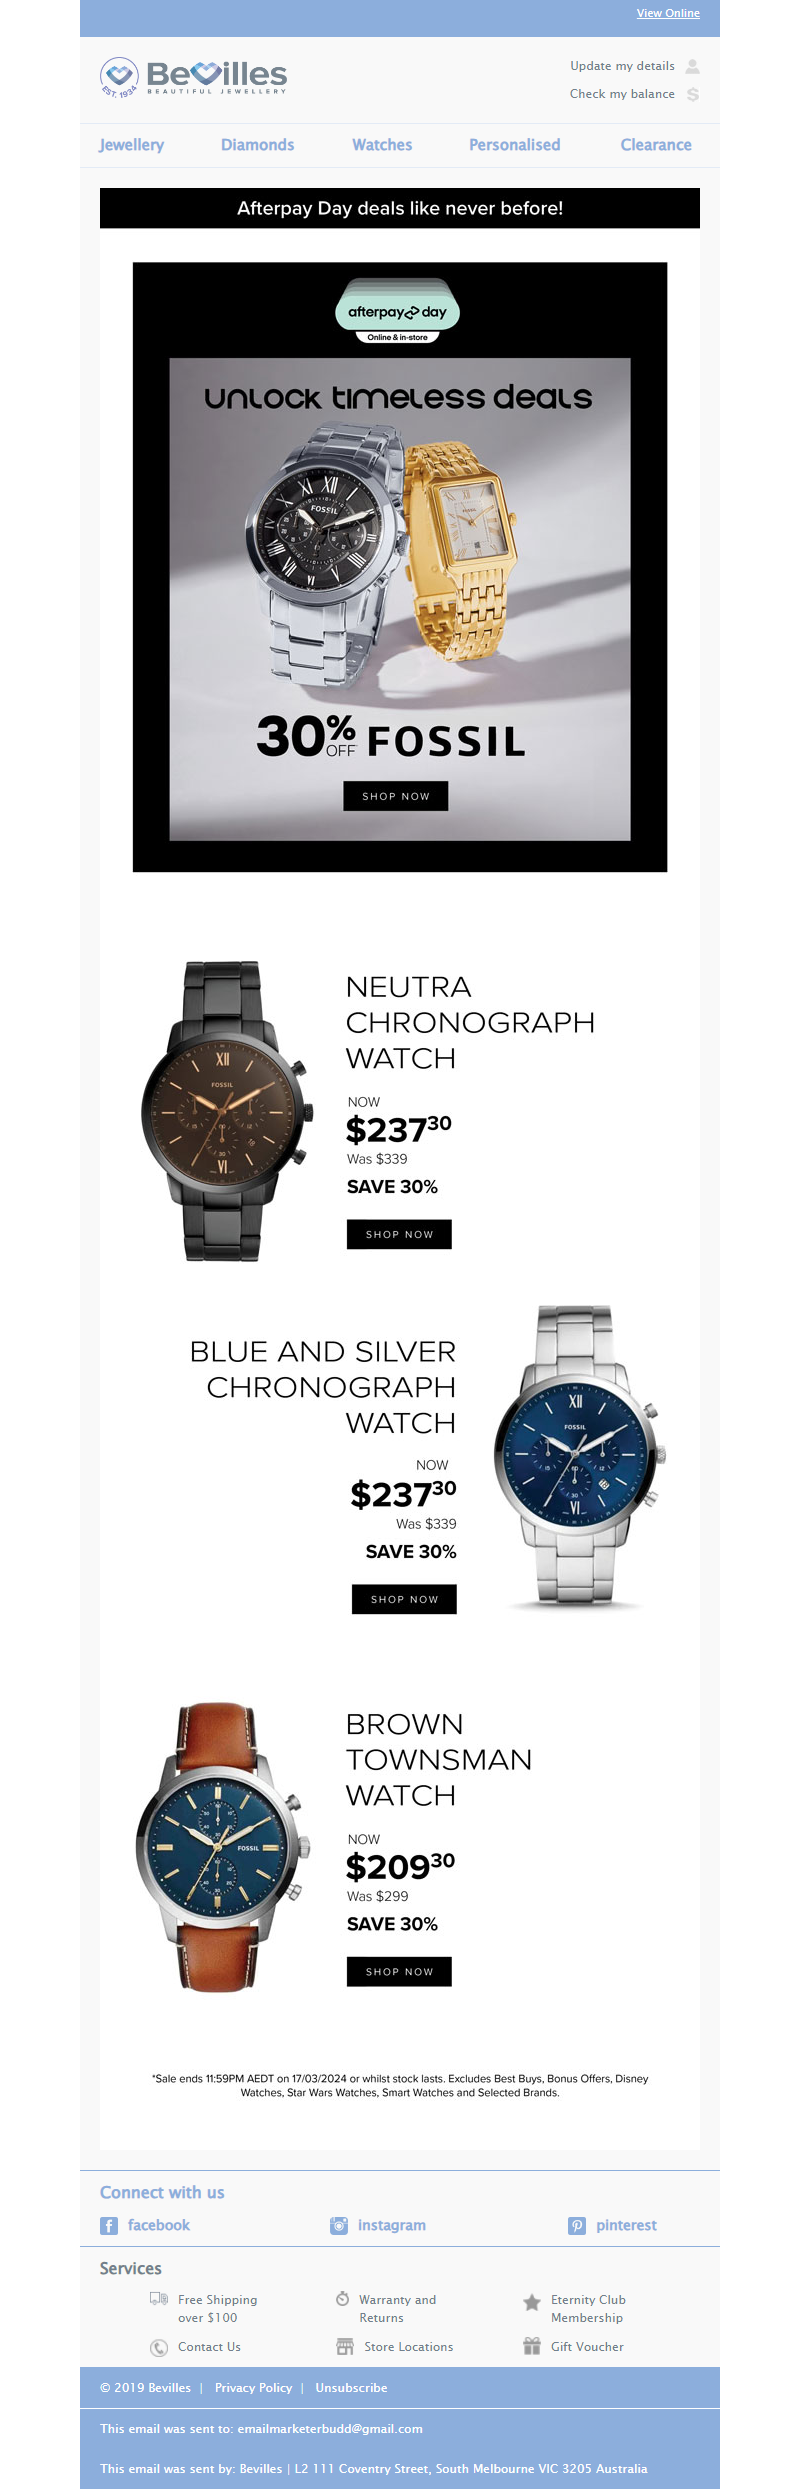 View Online
BeVilles
BEAUTIFUL JEWELLERY
EST. 1934
Update my details
Check my balance
Jewellery Diamonds Watches Personalised Clearance
Afterpay Day deals like never before!
afterpay day
Online & in-store
unlock timeless deals
FOSSIL
FOSSIL
30% OFF FOSSIL
SHOP NOW
NEUTRA
CHRONOGRAPH
WATCH
FOSSIL
NOW
$237 30
Was $339
SAVE 30%
SHOP NOW
BLUE AND SILVER
CHRONOGRAPH
WATCH
FOSSIL
NOW
$237 30
Was $339
SAVE 30%
SHOP NOW
BROWN
TOWNSMAN
WATCH
FOSSIL
NOW
$209 30
Was $299
SAVE 30%
SHOP NOW
*Sale ends 11:59PM AEDT on 17/03/2024 or whilst stock lasts. Excludes Best Buys, Bonus Offers, Disney
Watches, Star Wars Watches, Smart Watches and Selected Brands.
Connect with us
facebook instagram pinterest
Services
Free Shipping
over $100
Warranty and
Returns
Eternity Club
Membership
Contact Us
Store Locations
Gift Voucher
© 2019 Bevilles | Privacy Policy | Unsubscribe
This email was sent to: emailmarketerbudd@gmail.com
This email was sent by: Bevilles | L2 111 Coventry Street, South Melbourne VIC 3205 Australia